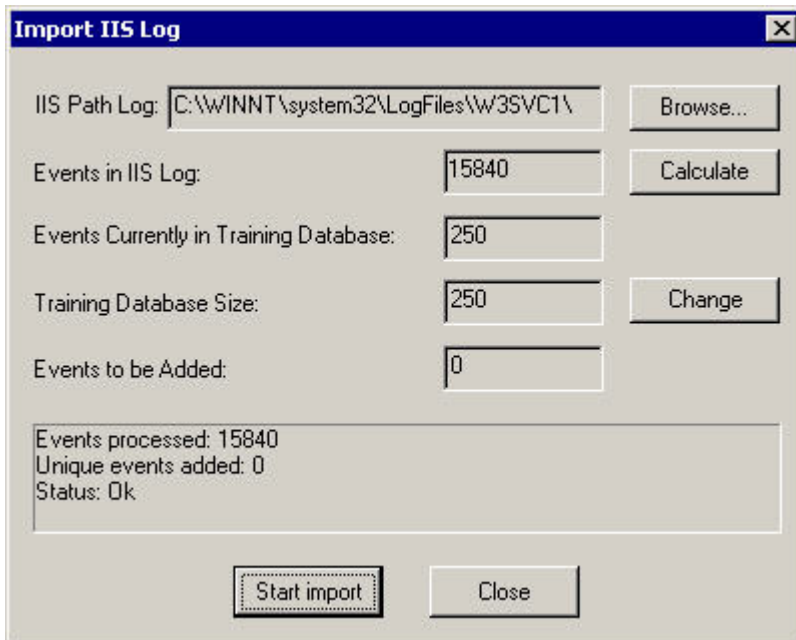 Import IIS Log
IIS Path Log: C:\WINNT\system32\LogFiles\W3SVC1\ Browse...
Events in IIS Log: 15840 Calculate
Events Currently in Training Database: 250
Training Database Size: 250 Change
Events to be Added: 0
Events processed: 15840
Unique events added: 0
Status: Ok
Start import Close